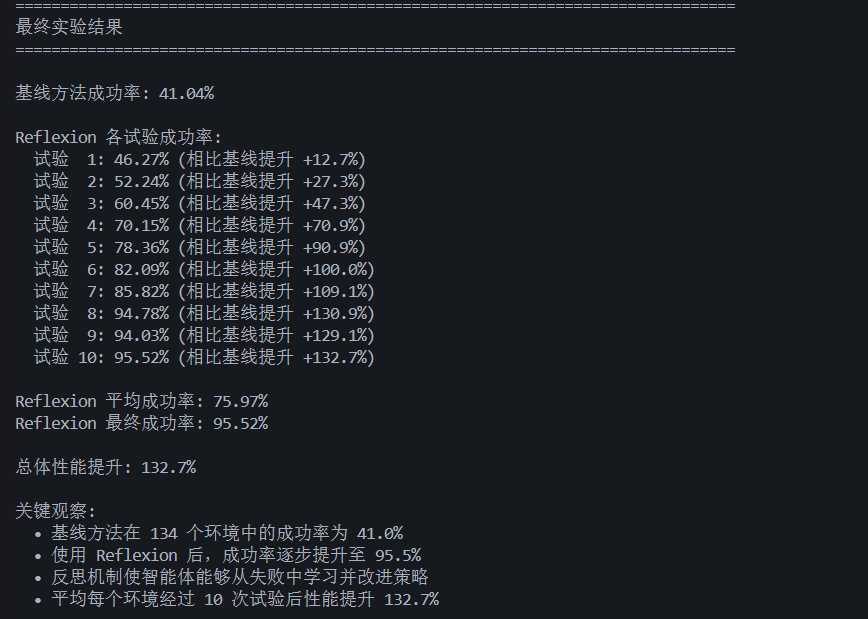 ================================================================================
最终实验结果
================================================================================
基线方法成功率: 41.04%
Reflexion 各试验成功率:
试验  1: 46.27% (相比基线提升 +12.7%)
试验  2: 52.24% (相比基线提升 +27.3%)
试验  3: 60.45% (相比基线提升 +47.3%)
试验  4: 70.15% (相比基线提升 +70.9%)
试验  5: 78.36% (相比基线提升 +90.9%)
试验  6: 82.09% (相比基线提升 +100.0%)
试验  7: 85.82% (相比基线提升 +109.1%)
试验  8: 94.78% (相比基线提升 +130.9%)
试验  9: 94.03% (相比基线提升 +129.1%)
试验 10: 95.52% (相比基线提升 +132.7%)
Reflexion 平均成功率: 75.97%
Reflexion 最终成功率: 95.52%
总体性能提升: 132.7%
关键观察:
• 基线方法在 134 个环境中的成功率为 41.0%
• 使用 Reflexion 后，成功率逐步提升至 95.5%
• 反思机制使智能体能够从失败中学习并改进策略
• 平均每个环境经过 10 次试验后性能提升 132.7%